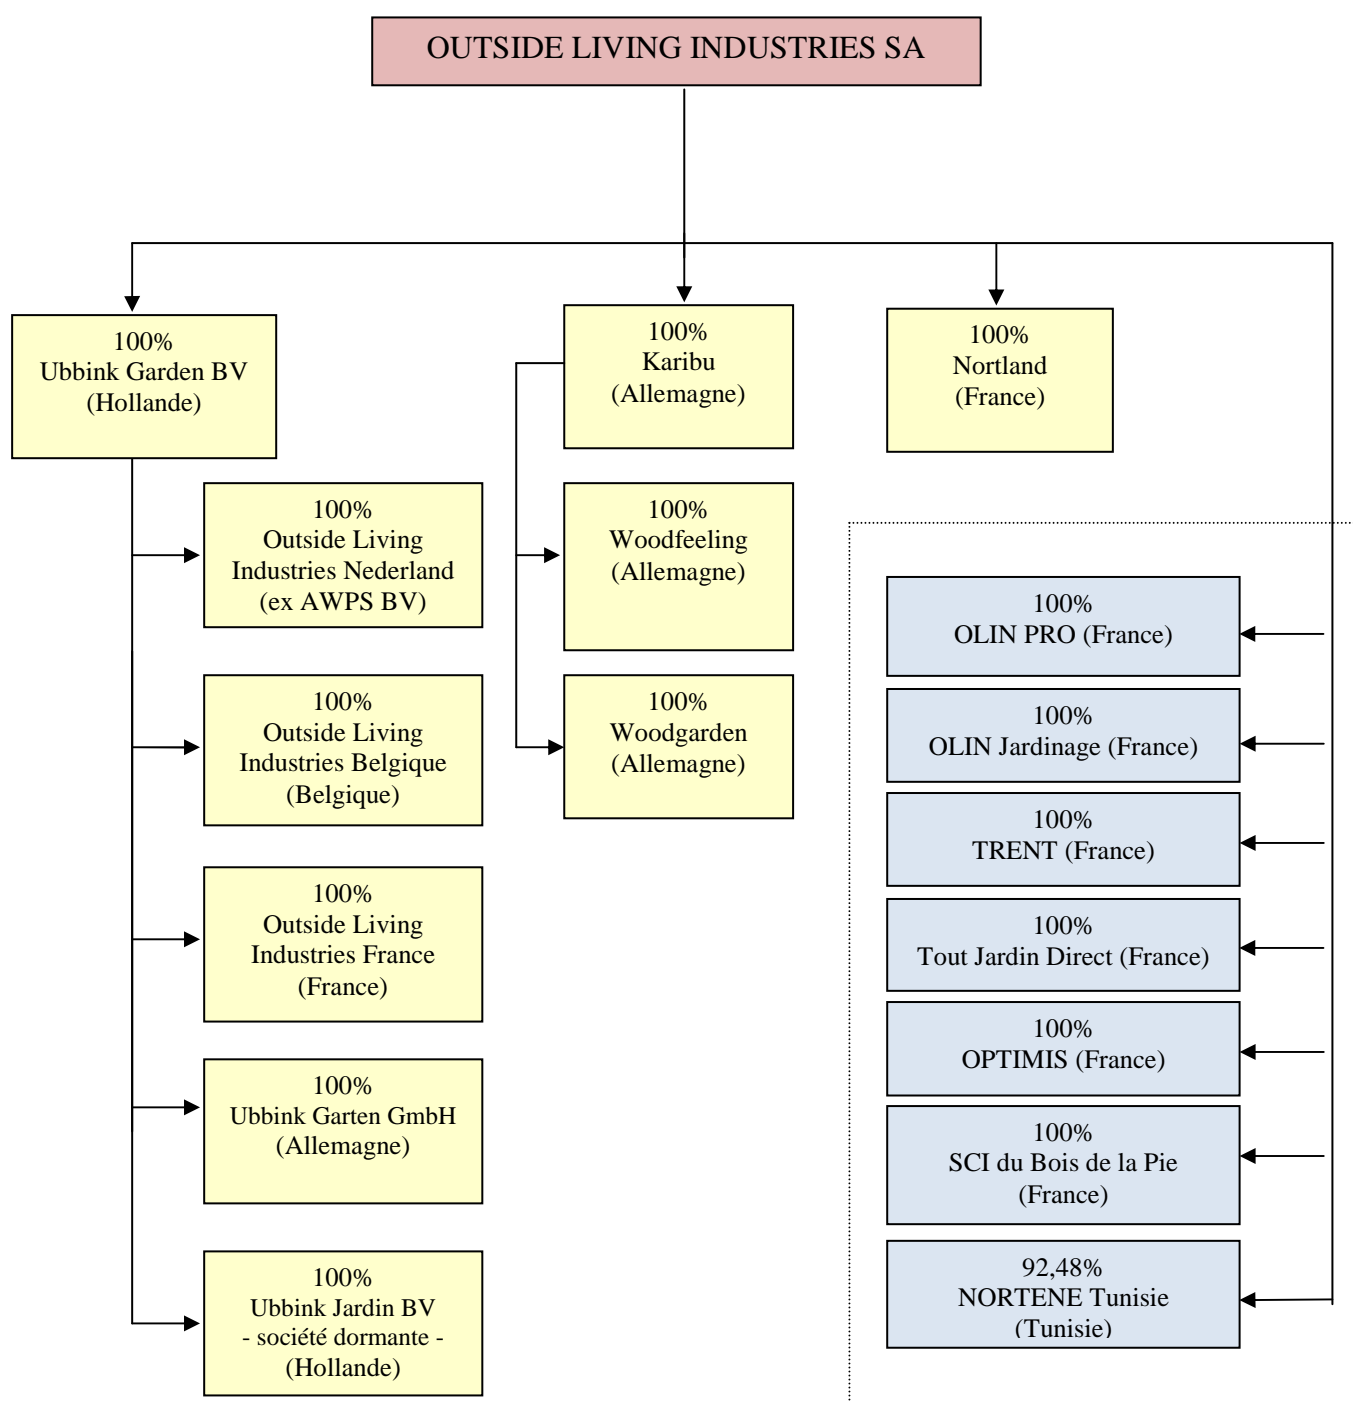 OUTSIDE LIVING INDUSTRIES SA
100%
Ubbink Garden BV
(Hollande)
100%
Outside Living
Industries Nederland
(ex AWPS BV)
100%
Outside Living
Industries Belgique
(Belgique)
100%
Outside Living
Industries France
(France)
100%
Ubbink Garten GmbH
(Allemagne)
100%
Ubbink Jardin BV
- société dormante -
(Hollande)
100%
Karibu
(Allemagne)
100%
Woodfeeling
(Allemagne)
100%
Woodgarden
(Allemagne)
100%
Nortland
(France)
100%
OLIN PRO (France)
100%
OLIN Jardinage (France)
100%
TRENT (France)
100%
Tout Jardin Direct (France)
100%
OPTIMIS (France)
100%
SCI du Bois de la Pie
(France)
92,48%
NORTENE Tunisie
(Tunisie)